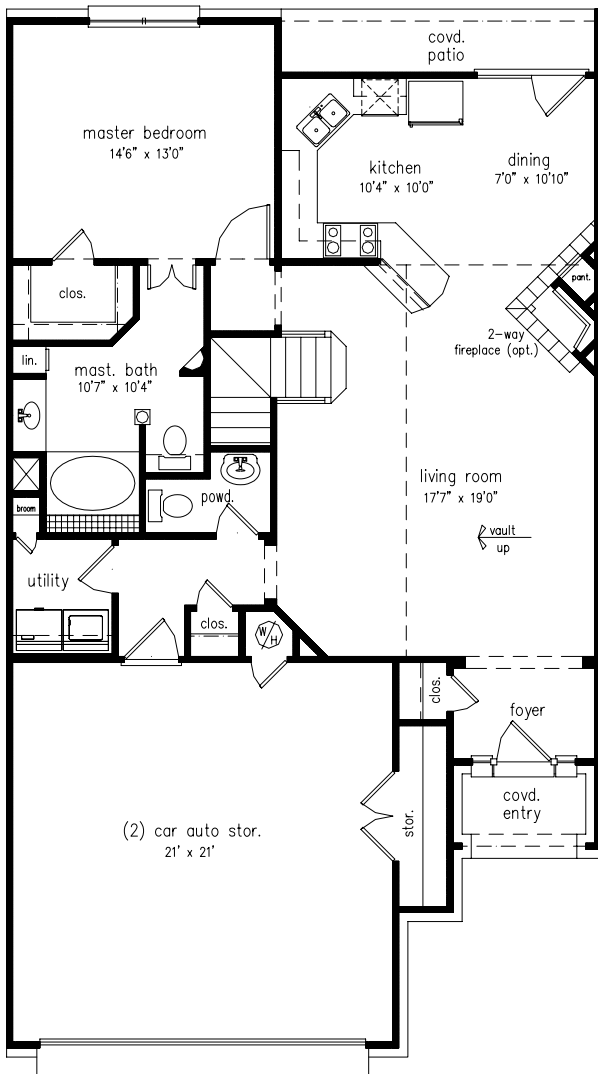 covd.
patio
master bedroom
14'6" x 13'0"
kitchen
10'4" x 10'0"
dining
7'0" x 10'10"
clos.
pant.
2-way
fireplace (opt.)
lin.
mast. bath
10'7" x 10'4"
living room
17'7" x 19'0"
powd.
broom
vault
up
utility
clos.
W/H
clos.
foyer
covd.
entry
(2) car auto stor.
21' x 21'
stor.